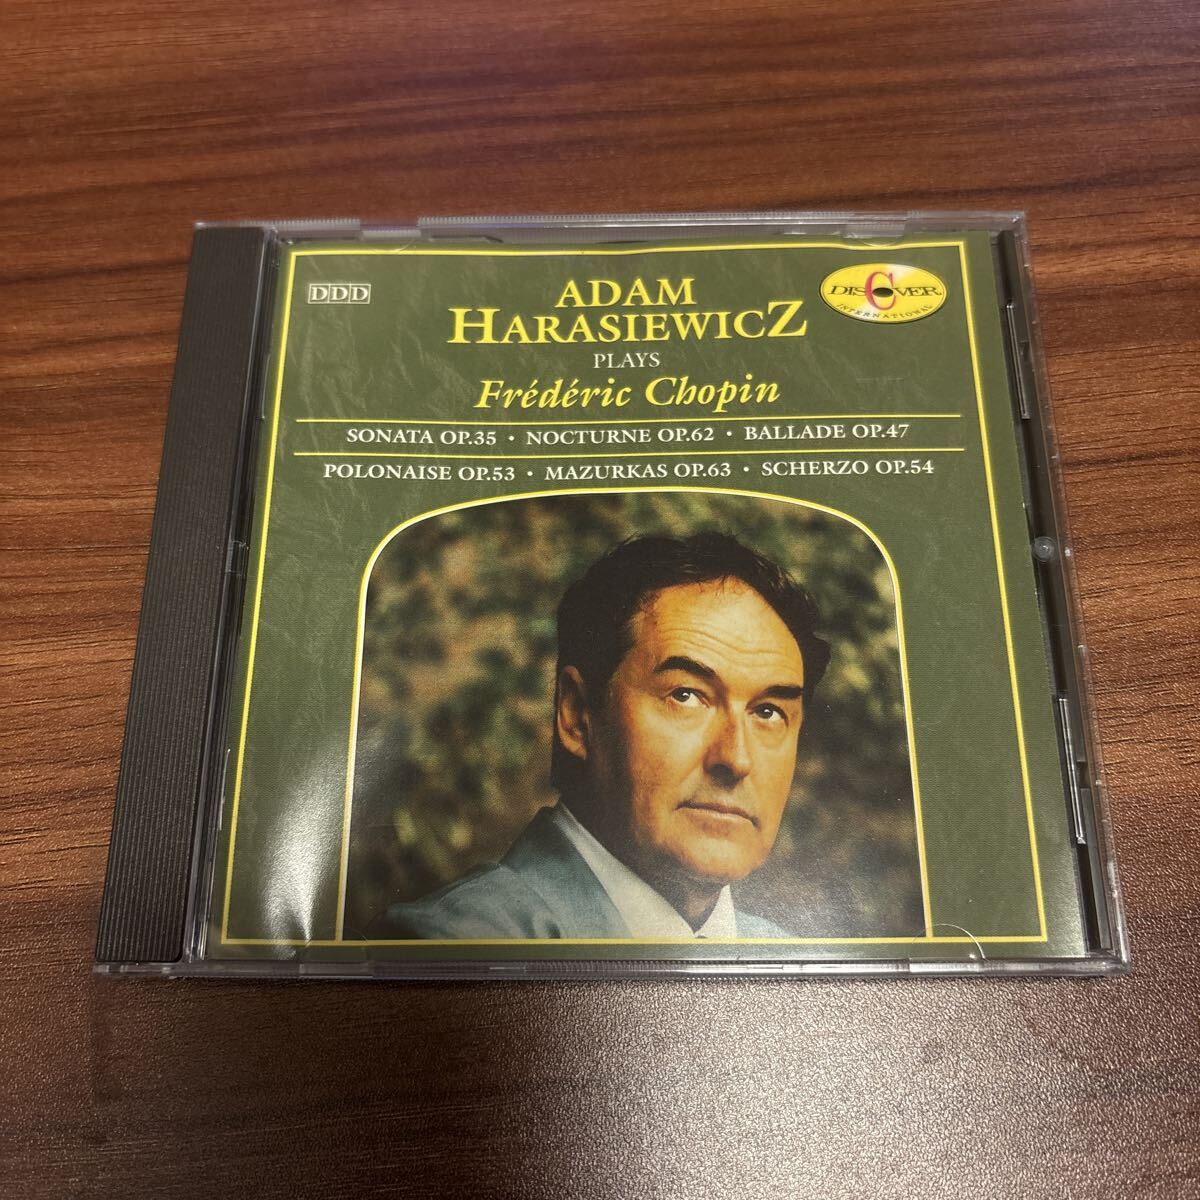 DDD
ADAM
HARASIEWICZ
PLAYS
Frédéric Chopin
DISCOVER
INTERNATIONAL
SONATA OP.35 · NOCTURNE OP.62 · BALLADE OP.47
POLONAISE OP.53 · MAZURKAS OP.63 · SCHERZO OP.54